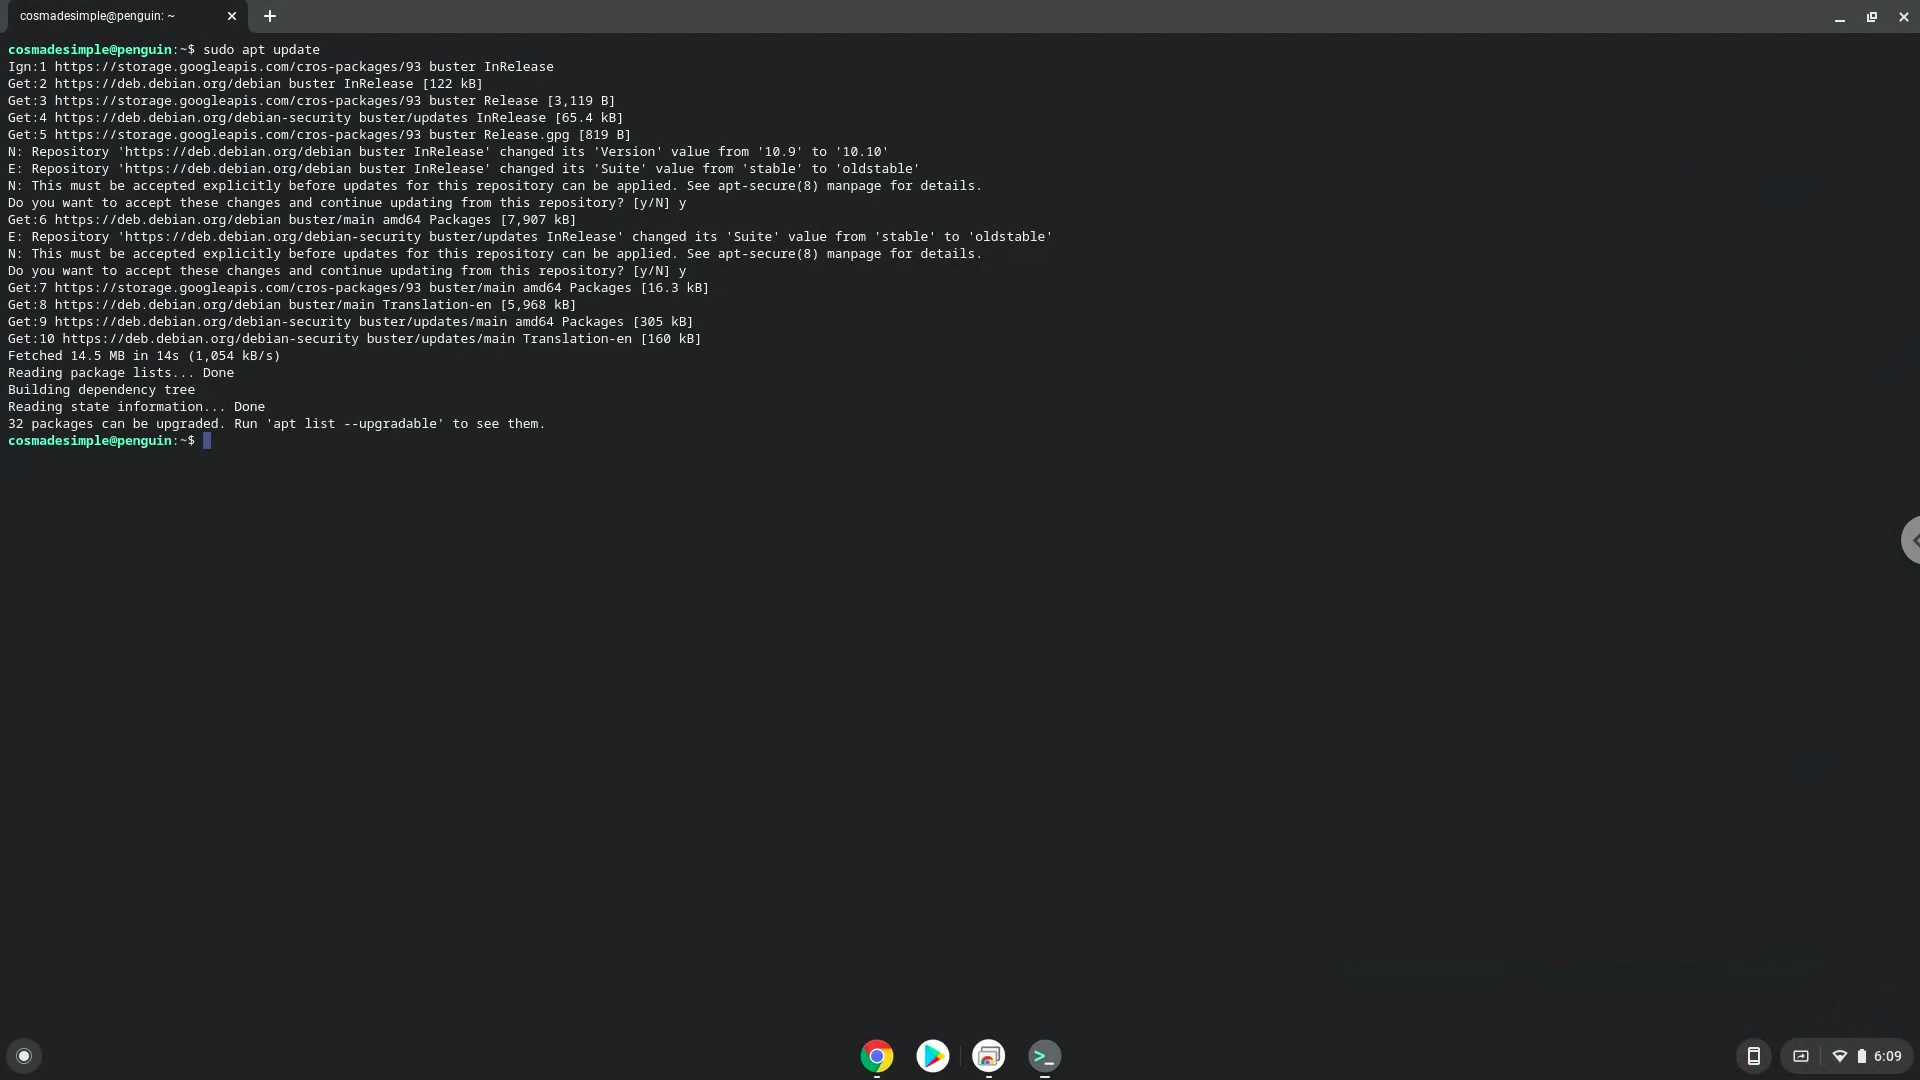 cosmadesimple@penguin: ~
cosmadesimple@penguin:~$ sudo apt update
Ign:1 https://storage.googleapis.com/cros-packages/93 buster InRelease
Get:2 https://deb.debian.org/debian buster InRelease [122 kB]
Get:3 https://storage.googleapis.com/cros-packages/93 buster Release [3,119 B]
Get:4 https://deb.debian.org/debian-security buster/updates InRelease [65.4 kB]
Get:5 https://storage.googleapis.com/cros-packages/93 buster Release.gpg [819 B]
N: Repository 'https://deb.debian.org/debian buster InRelease' changed its 'Version' value from '10.9' to '10.10'
E: Repository 'https://deb.debian.org/debian buster InRelease' changed its 'Suite' value from 'stable' to 'oldstable'
N: This must be accepted explicitly before updates for this repository can be applied. See apt-secure(8) manpage for details.
Do you want to accept these changes and continue updating from this repository? [y/N] y
Get:6 https://deb.debian.org/debian buster/main amd64 Packages [7,907 kB]
E: Repository 'https://deb.debian.org/debian-security buster/updates InRelease' changed its 'Suite' value from 'stable' to 'oldstable'
N: This must be accepted explicitly before updates for this repository can be applied. See apt-secure(8) manpage for details.
Do you want to accept these changes and continue updating from this repository? [y/N] y
Get:7 https://storage.googleapis.com/cros-packages/93 buster/main amd64 Packages [16.3 kB]
Get:8 https://deb.debian.org/debian buster/main Translation-en [5,968 kB]
Get:9 https://deb.debian.org/debian-security buster/updates/main amd64 Packages [305 kB]
Get:10 https://deb.debian.org/debian-security buster/updates/main Translation-en [160 kB]
Fetched 14.5 MB in 14s (1,054 kB/s)
Reading package lists... Done
Building dependency tree
Reading state information... Done
32 packages can be upgraded. Run 'apt list --upgradable' to see them.
cosmadesimple@penguin:~$
6:09